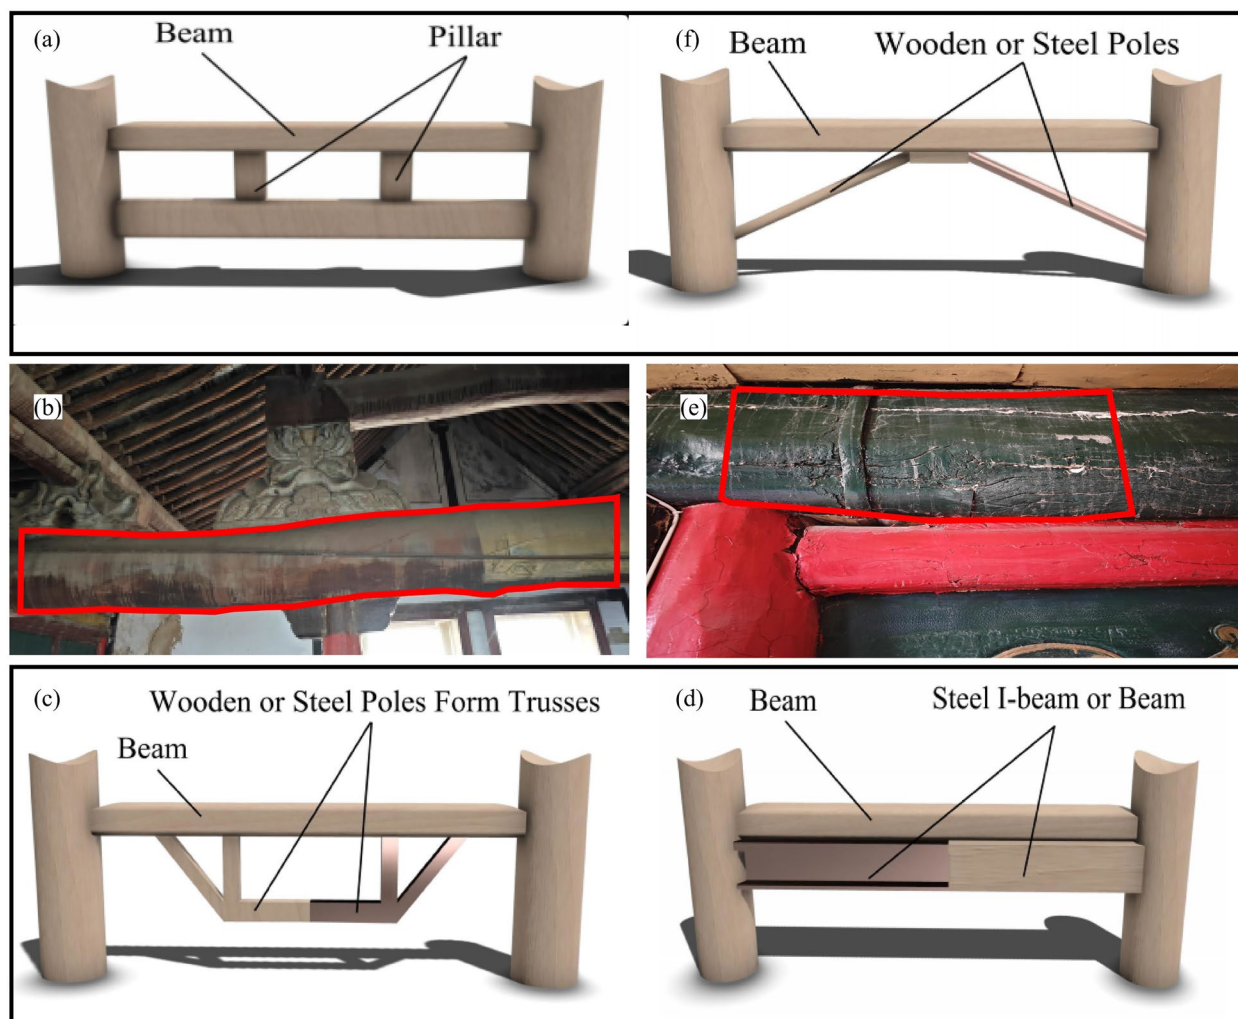 (a)
Beam
Pillar
(f)
Beam
Wooden or Steel Poles
(b)
(e)
(c)
Wooden or Steel Poles Form Trusses
Beam
(d)
Beam
Steel I-beam or Beam